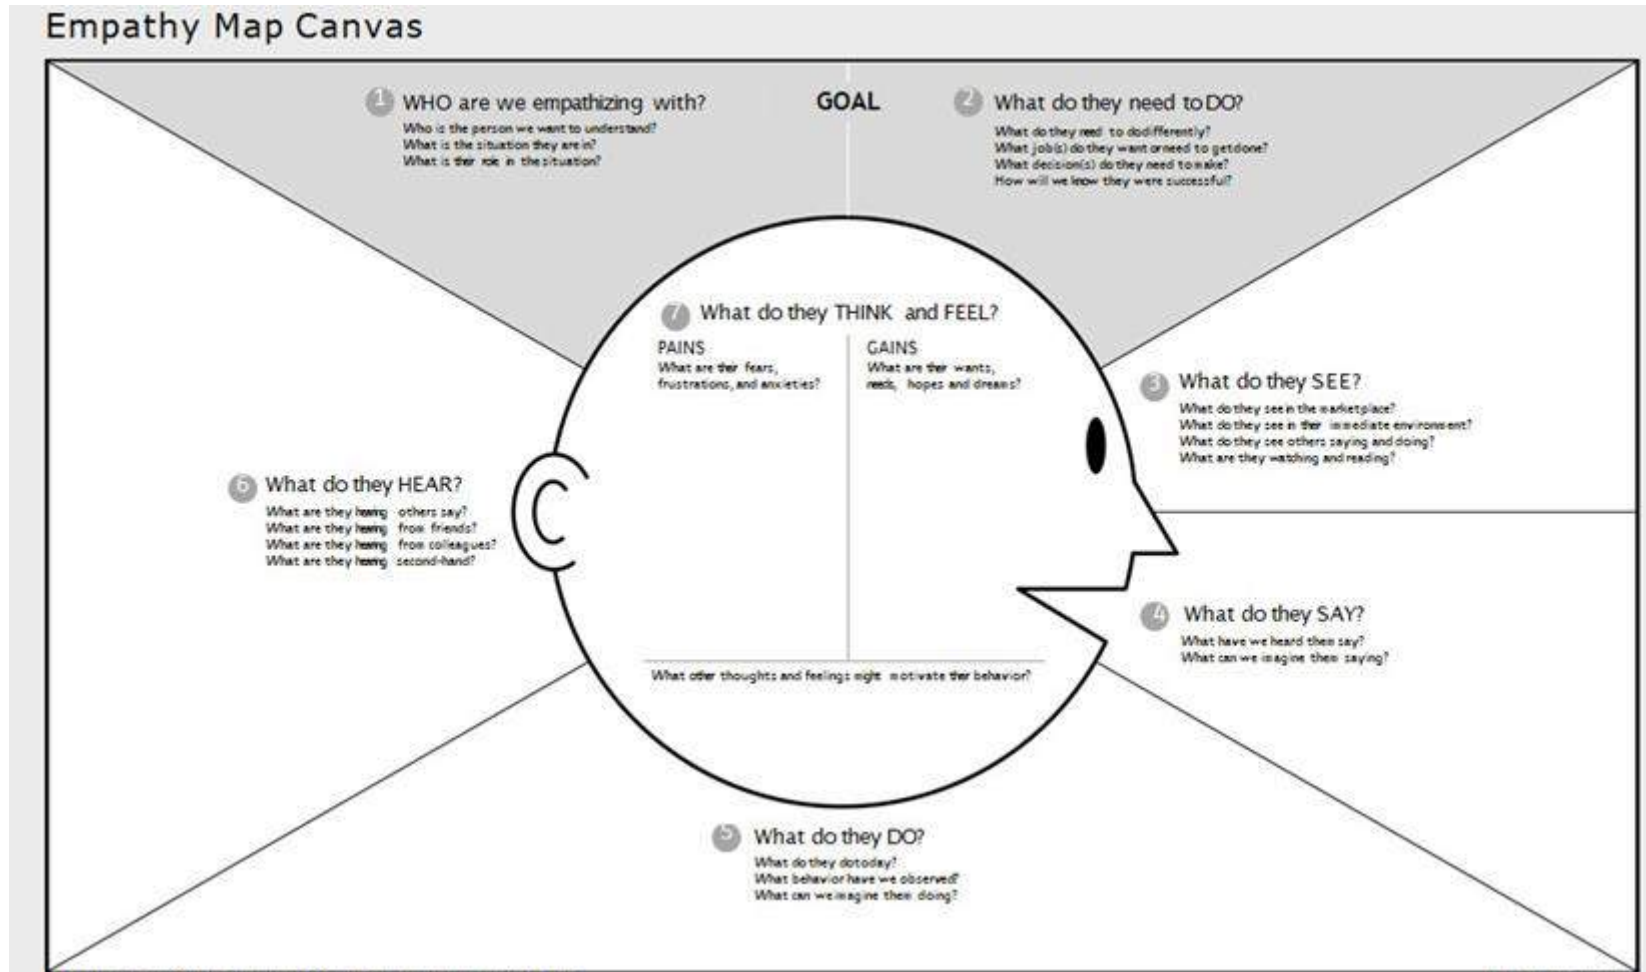 Empathy Map Canvas
1 WHO are we empathizing with?
Who is the person we want to understand?
What is the situation they are in?
What is their role in the situation?
GOAL
2 What do they need to DO?
What do they need to do differently?
What job(s) do they want or need to get done?
What decision(s) do they need to make?
How will we know they were successful?
7 What do they THINK and FEEL?
PAINS
What are their fears,
frustrations, and anxieties?
GAINS
What are their wants,
needs, hopes and dreams?
What other thoughts and feelings might motivate their behavior?
3 What do they SEE?
What do they see in the marketplace?
What do they see in their immediate environment?
What do they see others saying and doing?
What are they watching and reading?
4 What do they SAY?
What have we heard them say?
What can we imagine them saying?
5 What do they DO?
What do they do today?
What behavior have we observed?
What can we imagine them doing?
6 What do they HEAR?
What are they hearing others say?
What are they hearing from friends?
What are they hearing from colleagues?
What are they hearing second-hand?